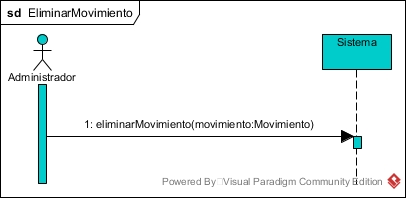 sd EliminarMovimiento
Sistema
Administrador
1: eliminarMovimiento(movimiento:Movimiento)
Powered By Visual Paradigm Community Edition